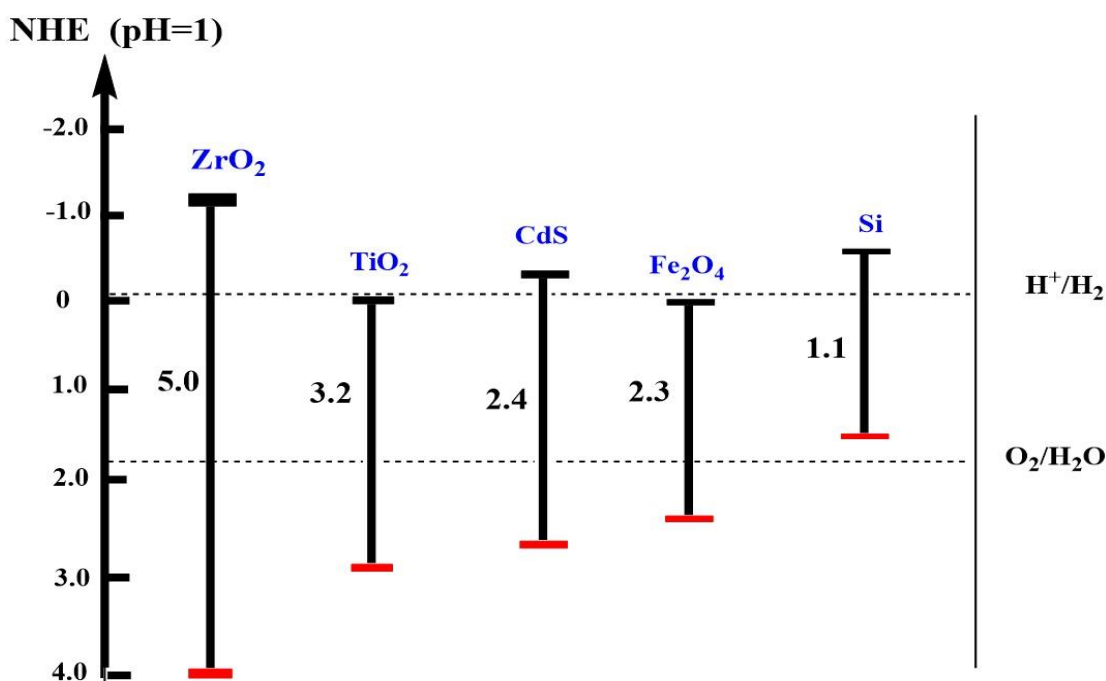 NHE (pH=1)
-2.0
ZrO₂
-1.0
Si
CdS
TiO₂
Fe₂O₄
H⁺/H₂
0
1.1
1.0
5.0
3.2
2.4
2.3
O₂/H₂O
2.0
3.0
4.0